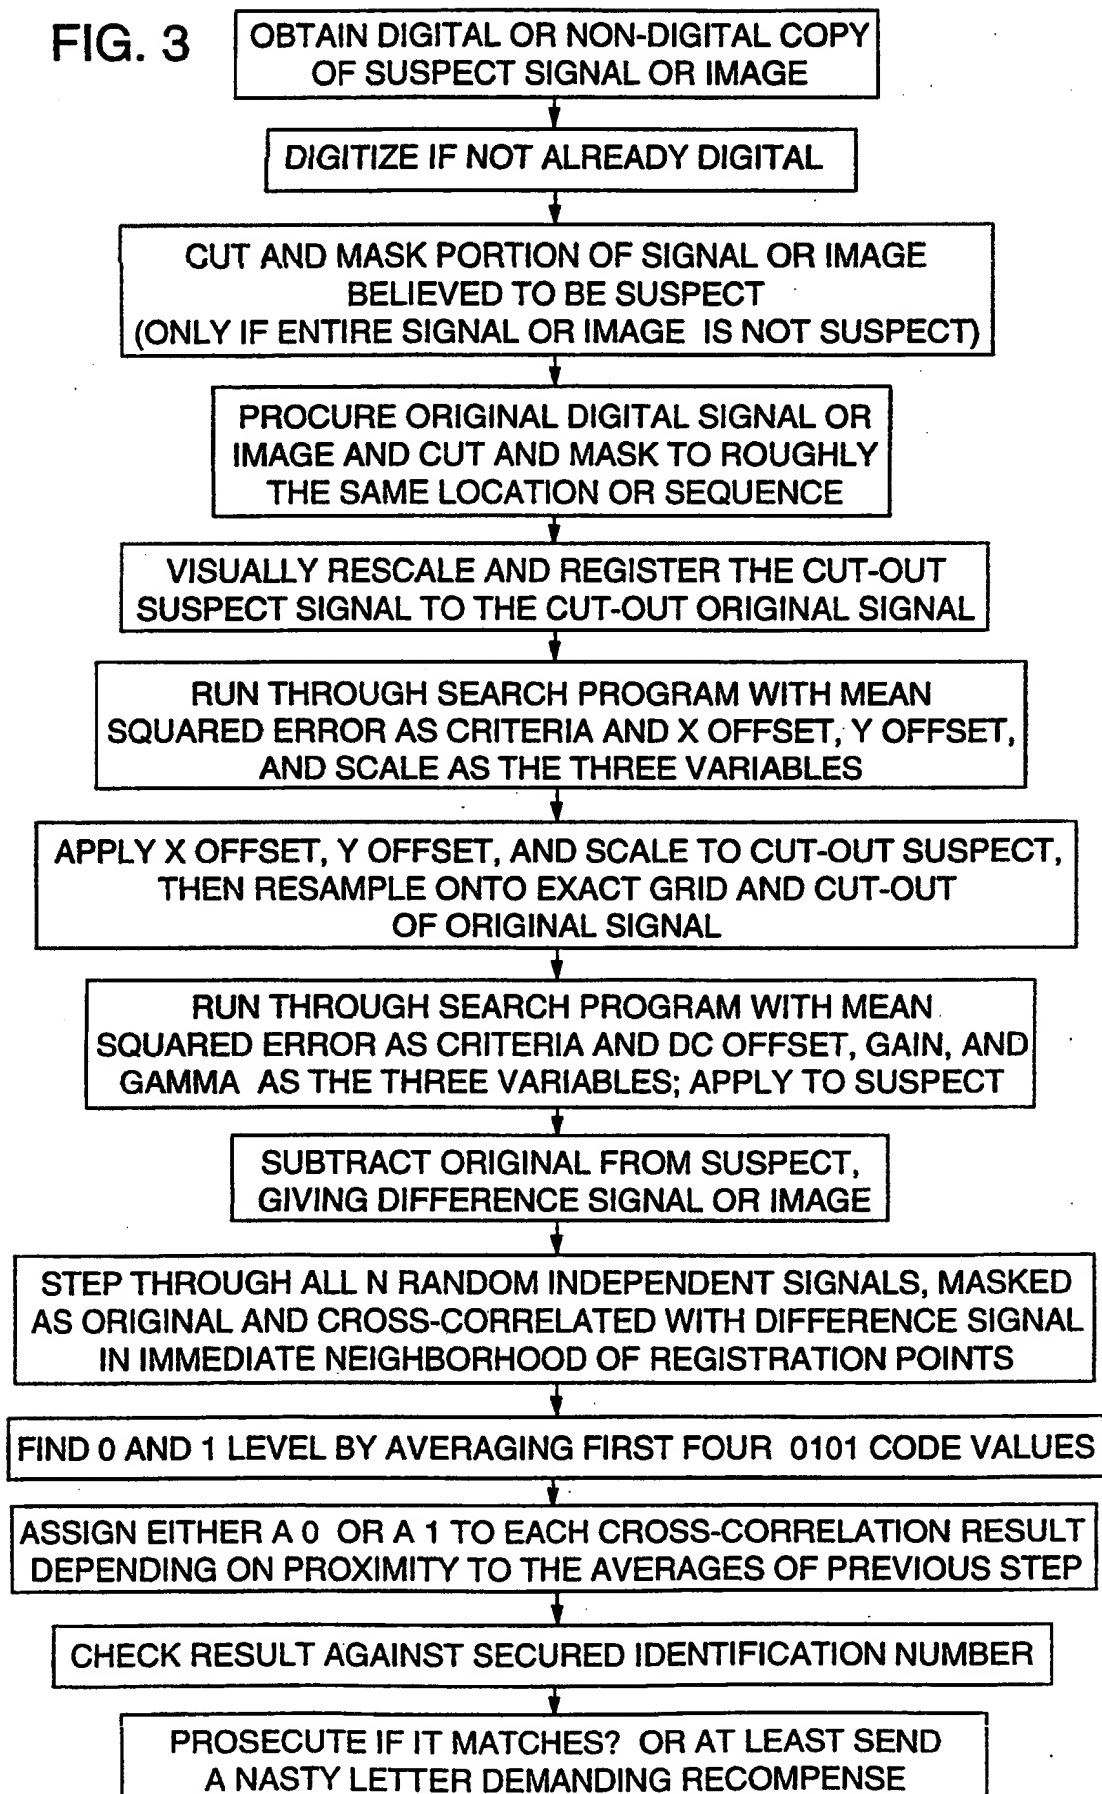 FIG. 3
OBTAIN DIGITAL OR NON-DIGITAL COPY
OF SUSPECT SIGNAL OR IMAGE
DIGITIZE IF NOT ALREADY DIGITAL
CUT AND MASK PORTION OF SIGNAL OR IMAGE
BELIEVED TO BE SUSPECT
(ONLY IF ENTIRE SIGNAL OR IMAGE IS NOT SUSPECT)
PROCURE ORIGINAL DIGITAL SIGNAL OR
IMAGE AND CUT AND MASK TO ROUGHLY
THE SAME LOCATION OR SEQUENCE
VISUALLY RESCALE AND REGISTER THE CUT-OUT
SUSPECT SIGNAL TO THE CUT-OUT ORIGINAL SIGNAL
RUN THROUGH SEARCH PROGRAM WITH MEAN
SQUARED ERROR AS CRITERIA AND X OFFSET, Y OFFSET,
AND SCALE AS THE THREE VARIABLES
APPLY X OFFSET, Y OFFSET, AND SCALE TO CUT-OUT SUSPECT,
THEN RESAMPLE ONTO EXACT GRID AND CUT-OUT
OF ORIGINAL SIGNAL
RUN THROUGH SEARCH PROGRAM WITH MEAN
SQUARED ERROR AS CRITERIA AND DC OFFSET, GAIN, AND
GAMMA AS THE THREE VARIABLES; APPLY TO SUSPECT
SUBTRACT ORIGINAL FROM SUSPECT,
GIVING DIFFERENCE SIGNAL OR IMAGE
STEP THROUGH ALL N RANDOM INDEPENDENT SIGNALS, MASKED
AS ORIGINAL AND CROSS-CORRELATED WITH DIFFERENCE SIGNAL
IN IMMEDIATE NEIGHBORHOOD OF REGISTRATION POINTS
FIND 0 AND 1 LEVEL BY AVERAGING FIRST FOUR 0101 CODE VALUES
ASSIGN EITHER A 0 OR A 1 TO EACH CROSS-CORRELATION RESULT
DEPENDING ON PROXIMITY TO THE AVERAGES OF PREVIOUS STEP
CHECK RESULT AGAINST SECURED IDENTIFICATION NUMBER
PROSECUTE IF IT MATCHES? OR AT LEAST SEND
A NASTY LETTER DEMANDING RECOMPENSE